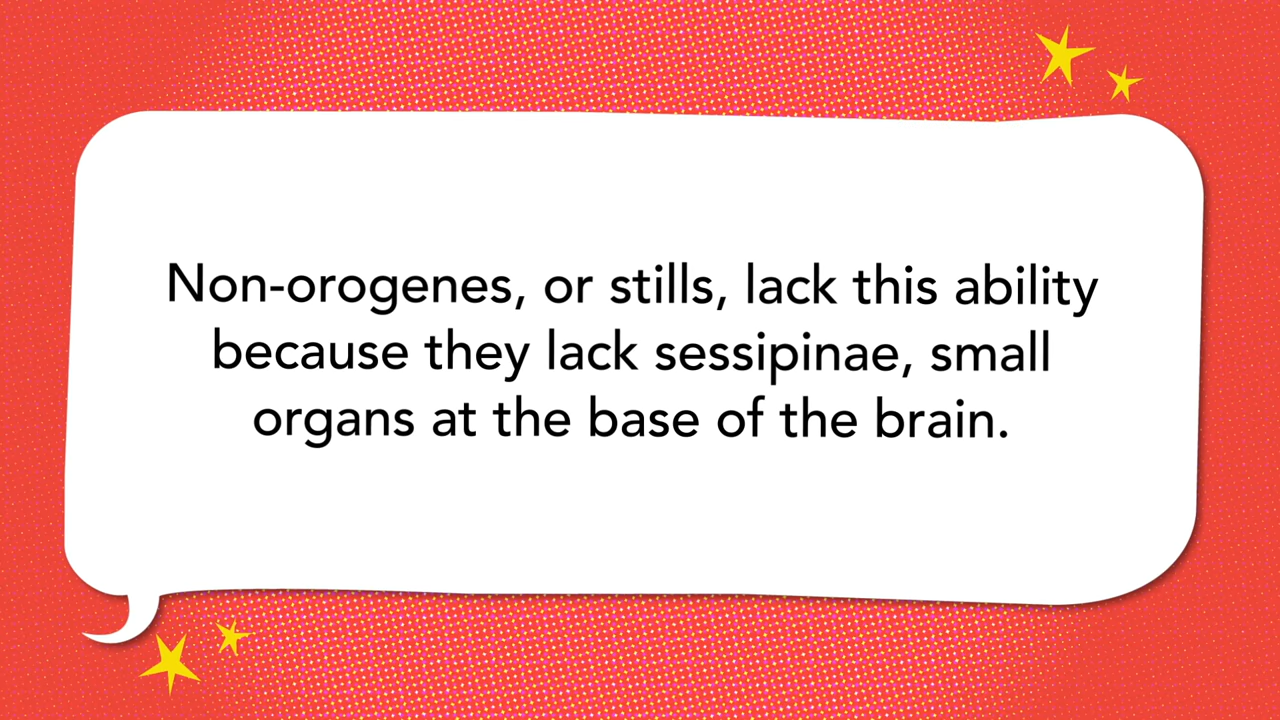 Non-orogenes, or stills, lack this ability
because they lack sessipinae, small
organs at the base of the brain.